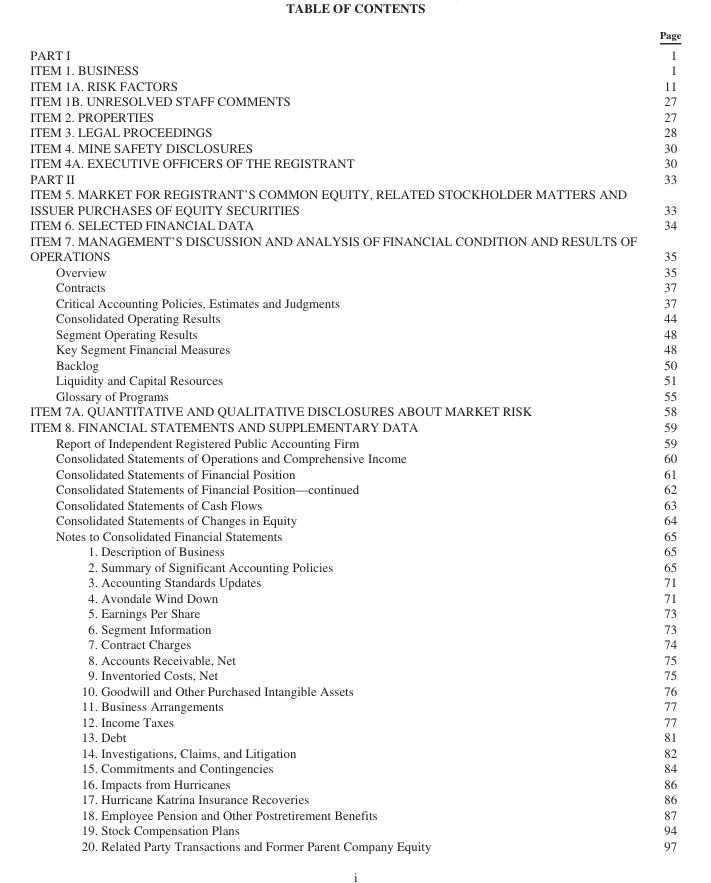 TABLE OF CONTENTS
Page
PART I 1
ITEM 1. BUSINESS 1
ITEM 1A. RISK FACTORS 11
ITEM 1B. UNRESOLVED STAFF COMMENTS 27
ITEM 2. PROPERTIES 27
ITEM 3. LEGAL PROCEEDINGS 28
ITEM 4. MINE SAFETY DISCLOSURES 30
ITEM 4A. EXECUTIVE OFFICERS OF THE REGISTRANT 30
PART II 33
ITEM 5. MARKET FOR REGISTRANT’S COMMON EQUITY, RELATED STOCKHOLDER MATTERS AND
ISSUER PURCHASES OF EQUITY SECURITIES 33
ITEM 6. SELECTED FINANCIAL DATA 34
ITEM 7. MANAGEMENT’S DISCUSSION AND ANALYSIS OF FINANCIAL CONDITION AND RESULTS OF
OPERATIONS 35
Overview 35
Contracts 37
Critical Accounting Policies, Estimates and Judgments 37
Consolidated Operating Results 44
Segment Operating Results 48
Key Segment Financial Measures 48
Backlog 50
Liquidity and Capital Resources 51
Glossary of Programs 55
ITEM 7A. QUANTITATIVE AND QUALITATIVE DISCLOSURES ABOUT MARKET RISK 58
ITEM 8. FINANCIAL STATEMENTS AND SUPPLEMENTARY DATA 59
Report of Independent Registered Public Accounting Firm 59
Consolidated Statements of Operations and Comprehensive Income 60
Consolidated Statements of Financial Position 61
Consolidated Statements of Financial Position—continued 62
Consolidated Statements of Cash Flows 63
Consolidated Statements of Changes in Equity 64
Notes to Consolidated Financial Statements 65
1. Description of Business 65
2. Summary of Significant Accounting Policies 65
3. Accounting Standards Updates 71
4. Avondale Wind Down 71
5. Earnings Per Share 73
6. Segment Information 73
7. Contract Charges 74
8. Accounts Receivable, Net 75
9. Inventoried Costs, Net 75
10. Goodwill and Other Purchased Intangible Assets 76
11. Business Arrangements 77
12. Income Taxes 77
13. Debt 81
14. Investigations, Claims, and Litigation 82
15. Commitments and Contingencies 84
16. Impacts from Hurricanes 86
17. Hurricane Katrina Insurance Recoveries 86
18. Employee Pension and Other Postretirement Benefits 87
19. Stock Compensation Plans 94
20. Related Party Transactions and Former Parent Company Equity 97
i